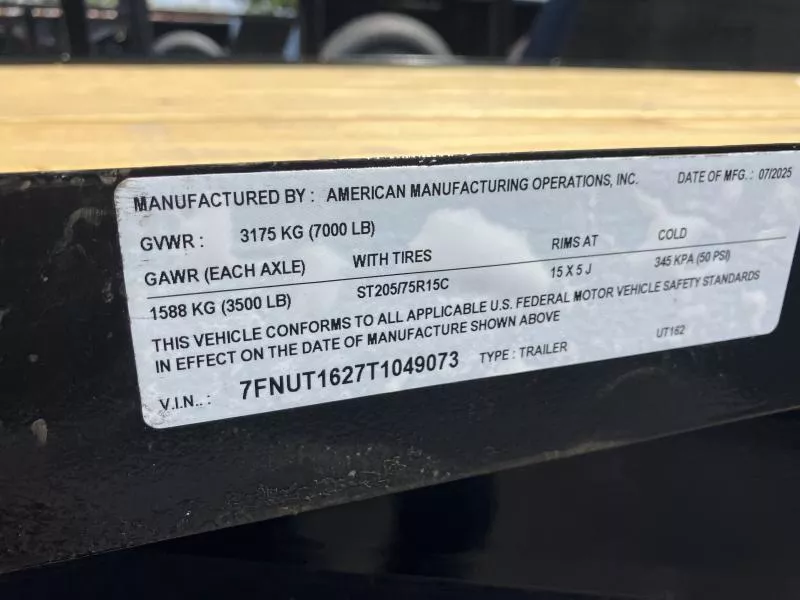 MANUFACTURED BY : AMERICAN MANUFACTURING OPERATIONS, INC. DATE OF MFG. : 07/2025
GVWR : 3175 KG (7000 LB)
GAWR (EACH AXLE) WITH TIRES RIMS AT COLD
1588 KG (3500 LB) ST205/75R15C 15 X 5 J 345 KPA (50 PSI)
THIS VEHICLE CONFORMS TO ALL APPLICABLE U.S. FEDERAL MOTOR VEHICLE SAFETY STANDARDS
IN EFFECT ON THE DATE OF MANUFACTURE SHOWN ABOVE
V.I.N.. : 7FNUT1627T1049073 TYPE : TRAILER UT162